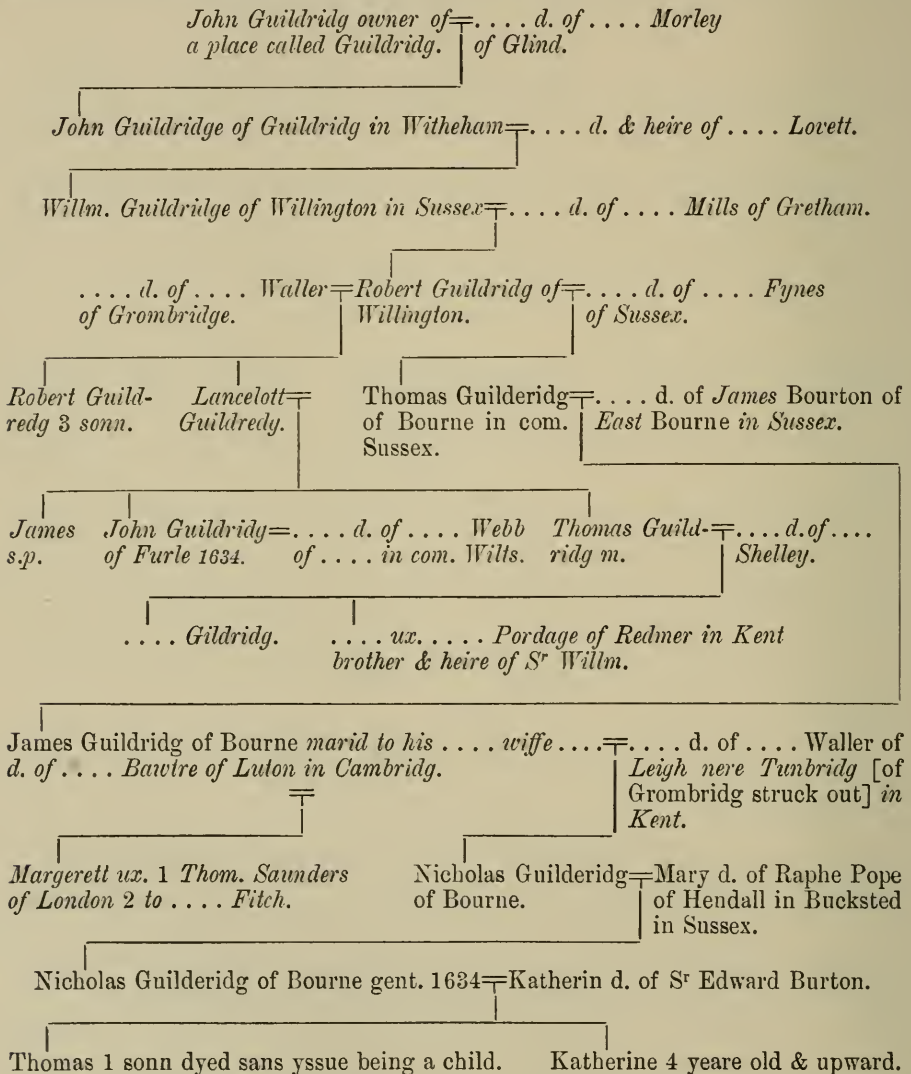 John Guildridg owner of=. . . . d. of . . . . Morley
a place called Guildridg. of Glind.
John Guildridge of Guildridg in Witheham=. . . . d. & heire of . . . . Lovett.
Willm. Guildridge of Willington in Sussex=. . . . d. of . . . . Mills of Gretham.
. . . . d. of . . . . Waller=Robert Guildridg of=. . . . d. of . . . . Fynes
of Grombridge. Willington. of Sussex.
Robert Guild- Lancelott= Thomas Guilderidg=. . . . d. of James Bourton of
redg 3 sonn. Guildredg. of Bourne in com. East Bourne in Sussex.
Sussex.
James John Guildridg=. . . . d. of . . . . Webb Thomas Guild-=. . . . d. of . . . .
s.p. of Furle 1634. of . . . . in com. Wilts. ridg m. Shelley.
. . . . Gildridg. . . . . ux. . . . . Pordage of Redmer in Kent
brother & heire of Sʳ Willm.
James Guildridg of Bourne marid to his . . . . wiffe . . . .=. . . . d. of . . . . Waller of
d. of . . . . Bawtre of Luton in Cambridg. Leigh nere Tunbridg [of
= Grombridg struck out] in
Kent.
Margerett ux. 1 Thom. Saunders Nicholas Guilderidg=Mary d. of Raphe Pope
of London 2 to . . . . Fitch. of Bourne. of Hendall in Bucksted
in Sussex.
Nicholas Guilderidg of Bourne gent. 1634=Katherin d. of Sʳ Edward Burton.
Thomas 1 sonn dyed sans yssue being a child. Katherine 4 yeare old & upward.